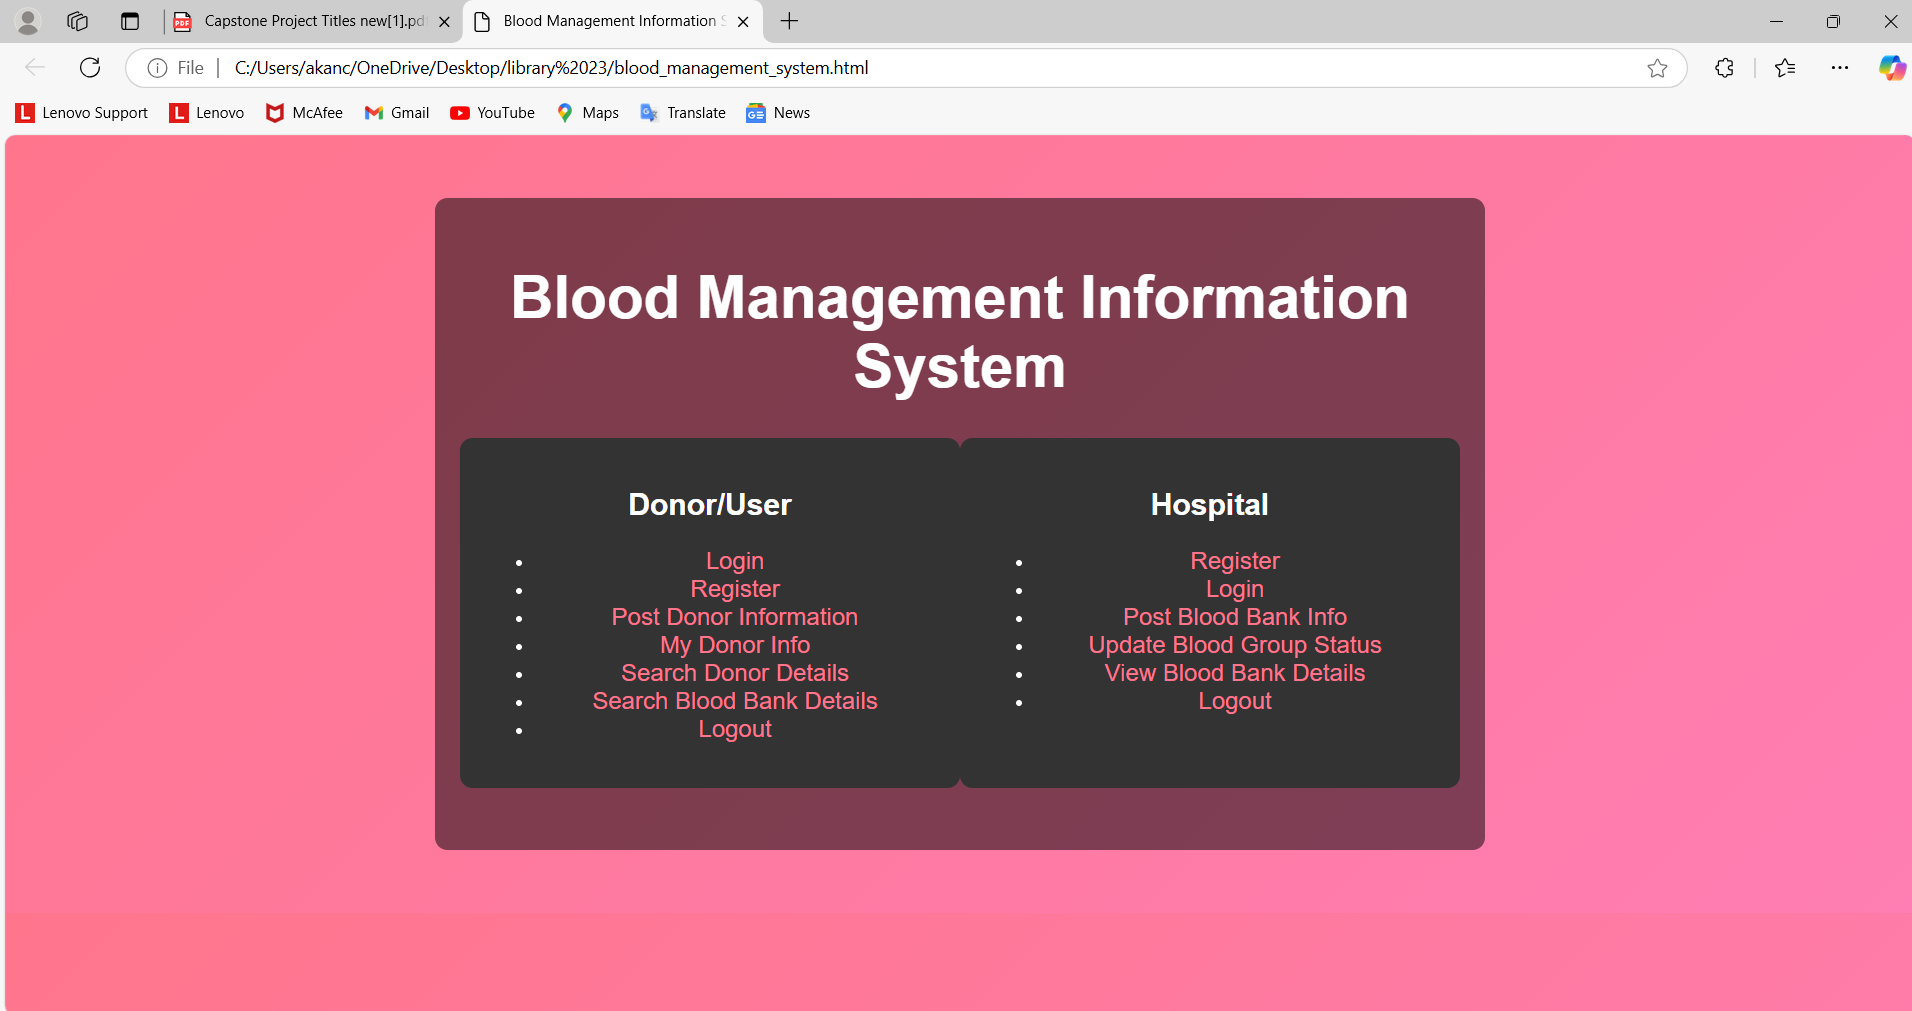 Capstone Project Titles new[1].pd
Blood Management Information S
File
C:/Users/akanc/OneDrive/Desktop/library%2023/blood_management_system.html
L Lenovo Support
L Lenovo
McAfee
Gmail
YouTube
Maps
Translate
GE News
Blood Management Information
System
Donor/User
Login
Register
Post Donor Information
My Donor Info
Search Donor Details
Search Blood Bank Details
Logout
Hospital
Register
Login
Post Blood Bank Info
Update Blood Group Status
View Blood Bank Details
Logout